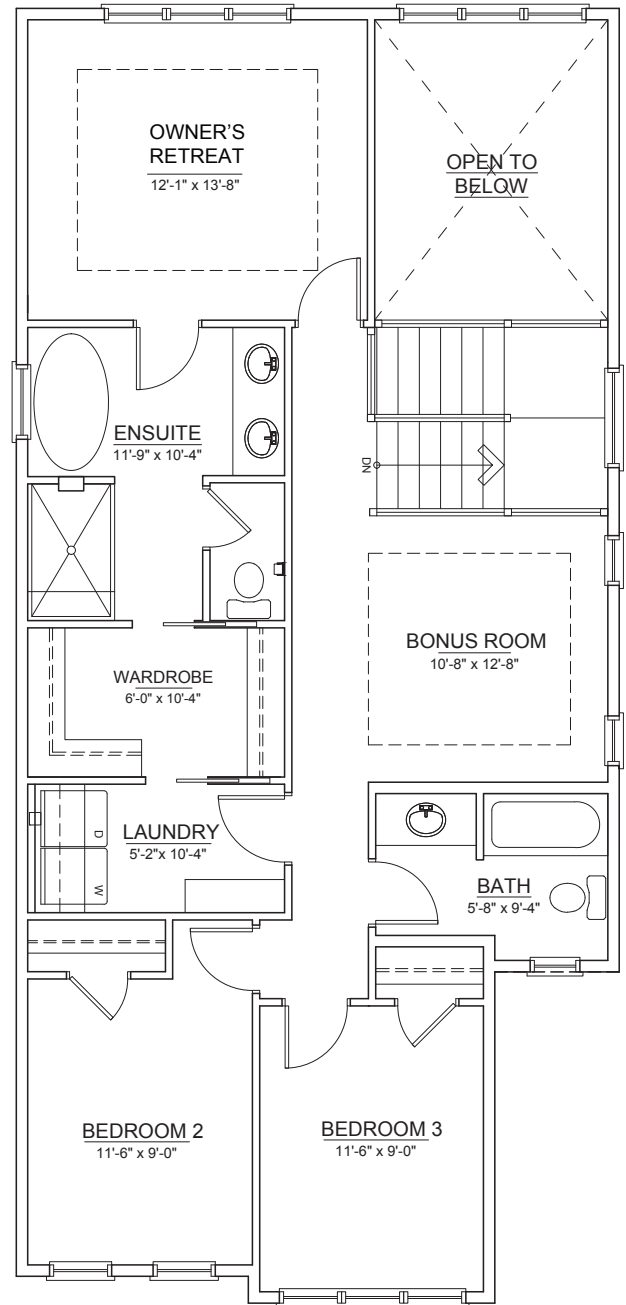 OWNER'S
RETREAT
12'-1" x 13'-8"
OPEN TO
BELOW
ENSUITE
11'-9" x 10'-4"
DN
BONUS ROOM
10'-8" x 12'-8"
WARDROBE
6'-0" x 10'-4"
LAUNDRY
5'-2"x 10'-4"
D
W
BATH
5'-8" x 9'-4"
BEDROOM 2
11'-6" x 9'-0"
BEDROOM 3
11'-6" x 9'-0"